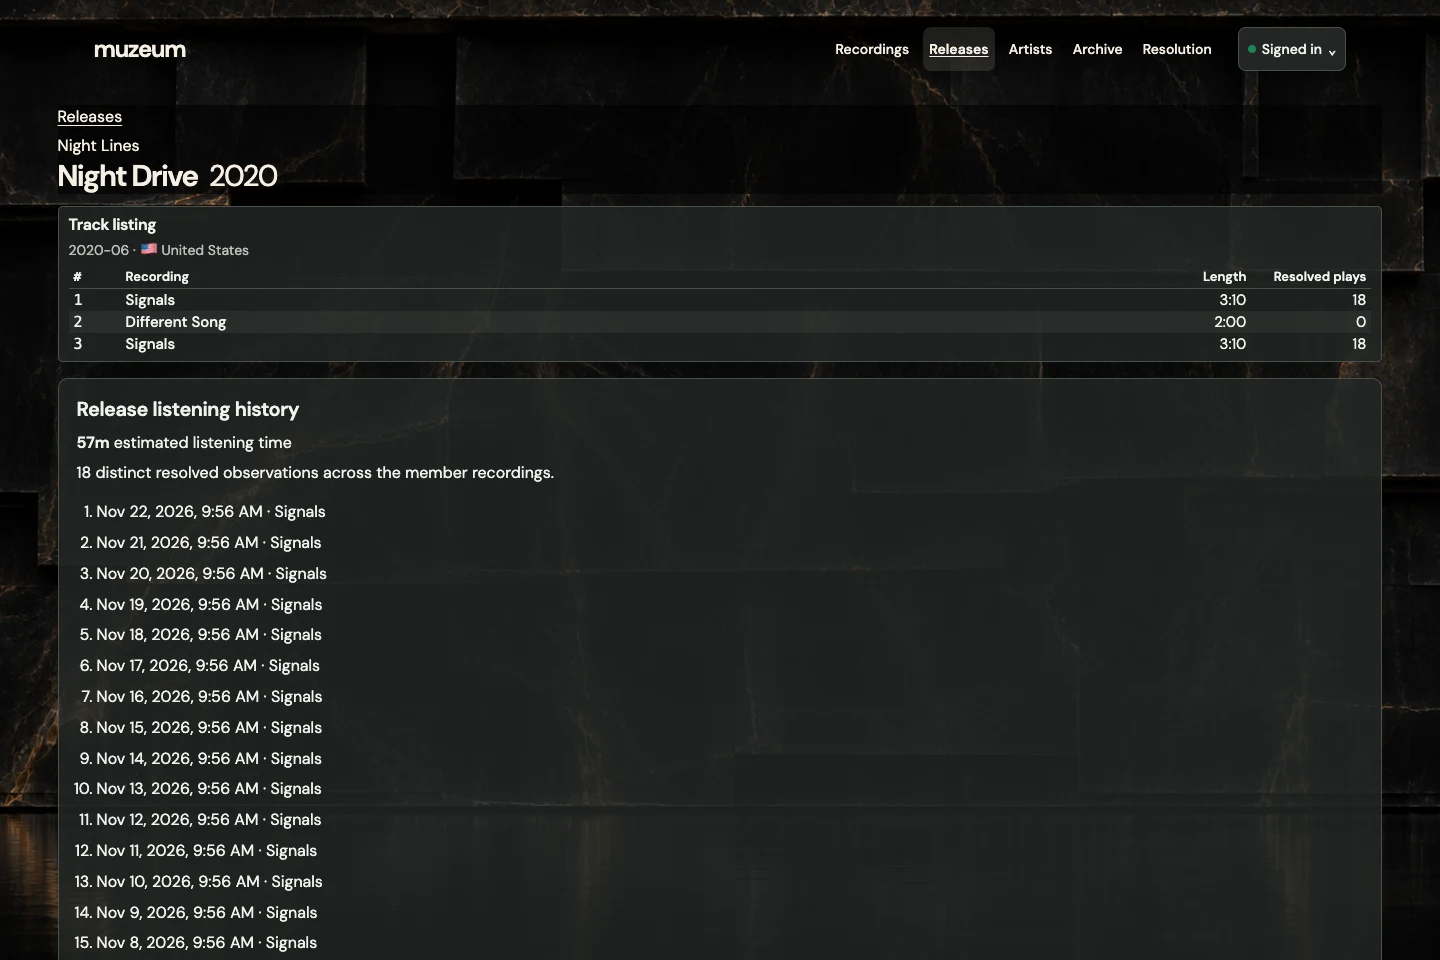 muzeum
Recordings Releases Artists Archive Resolution Signed in
Releases
Night Lines
Night Drive 2020
Track listing
2020-06 · 🇺🇸 United States
# Recording Length Resolved plays
1 Signals 3:10 18
2 Different Song 2:00 0
3 Signals 3:10 18
Release listening history
57m estimated listening time
18 distinct resolved observations across the member recordings.
1. Nov 22, 2026, 9:56 AM · Signals
2. Nov 21, 2026, 9:56 AM · Signals
3. Nov 20, 2026, 9:56 AM · Signals
4. Nov 19, 2026, 9:56 AM · Signals
5. Nov 18, 2026, 9:56 AM · Signals
6. Nov 17, 2026, 9:56 AM · Signals
7. Nov 16, 2026, 9:56 AM · Signals
8. Nov 15, 2026, 9:56 AM · Signals
9. Nov 14, 2026, 9:56 AM · Signals
10. Nov 13, 2026, 9:56 AM · Signals
11. Nov 12, 2026, 9:56 AM · Signals
12. Nov 11, 2026, 9:56 AM · Signals
13. Nov 10, 2026, 9:56 AM · Signals
14. Nov 9, 2026, 9:56 AM · Signals
15. Nov 8, 2026, 9:56 AM · Signals